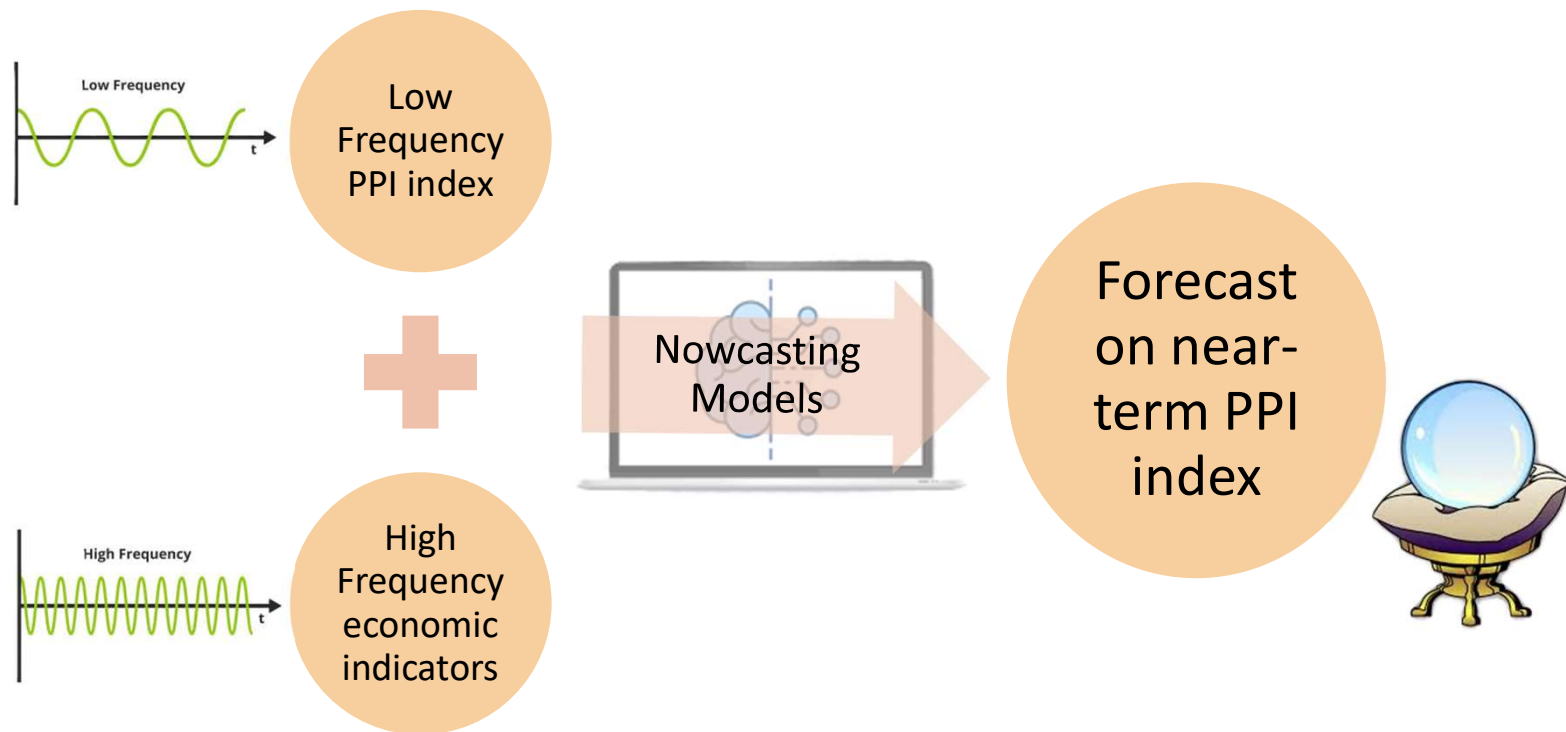 Low Frequency
t
Low
Frequency
PPI index
High Frequency
t
High
Frequency
economic
indicators
Nowcasting
Models
Forecast
on near-
term PPI
index